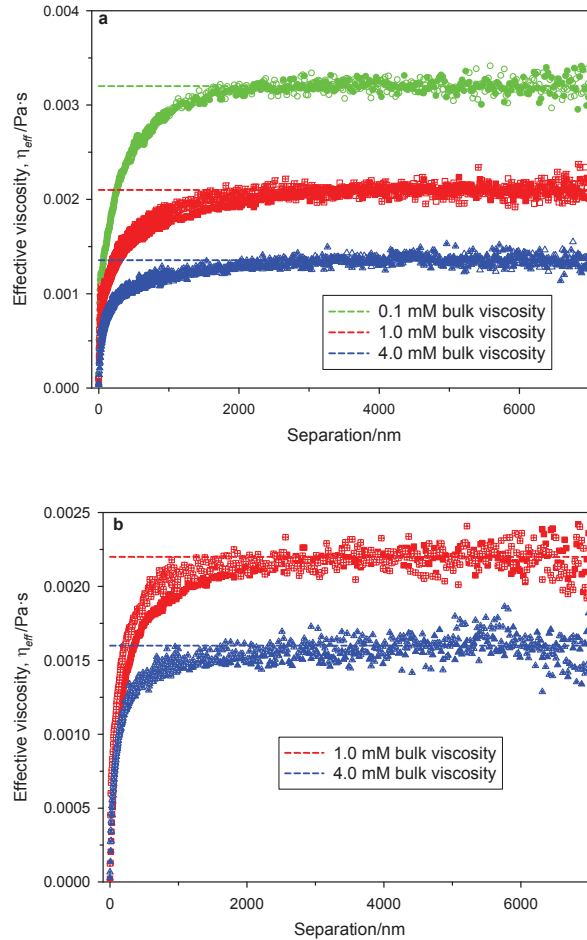 a
0.003
0.002
0.001
0.000
Effective viscosity, ηeff/Pa·s
0.1 mM bulk viscosity
1.0 mM bulk viscosity
4.0 mM bulk viscosity
0 2000 4000 6000
Separation/nm
b
0.0025
0.0020
0.0015
0.0010
0.0005
0.0000
Effective viscosity, ηeff/Pa·s
1.0 mM bulk viscosity
4.0 mM bulk viscosity
0 2000 4000 6000
Separation/nm